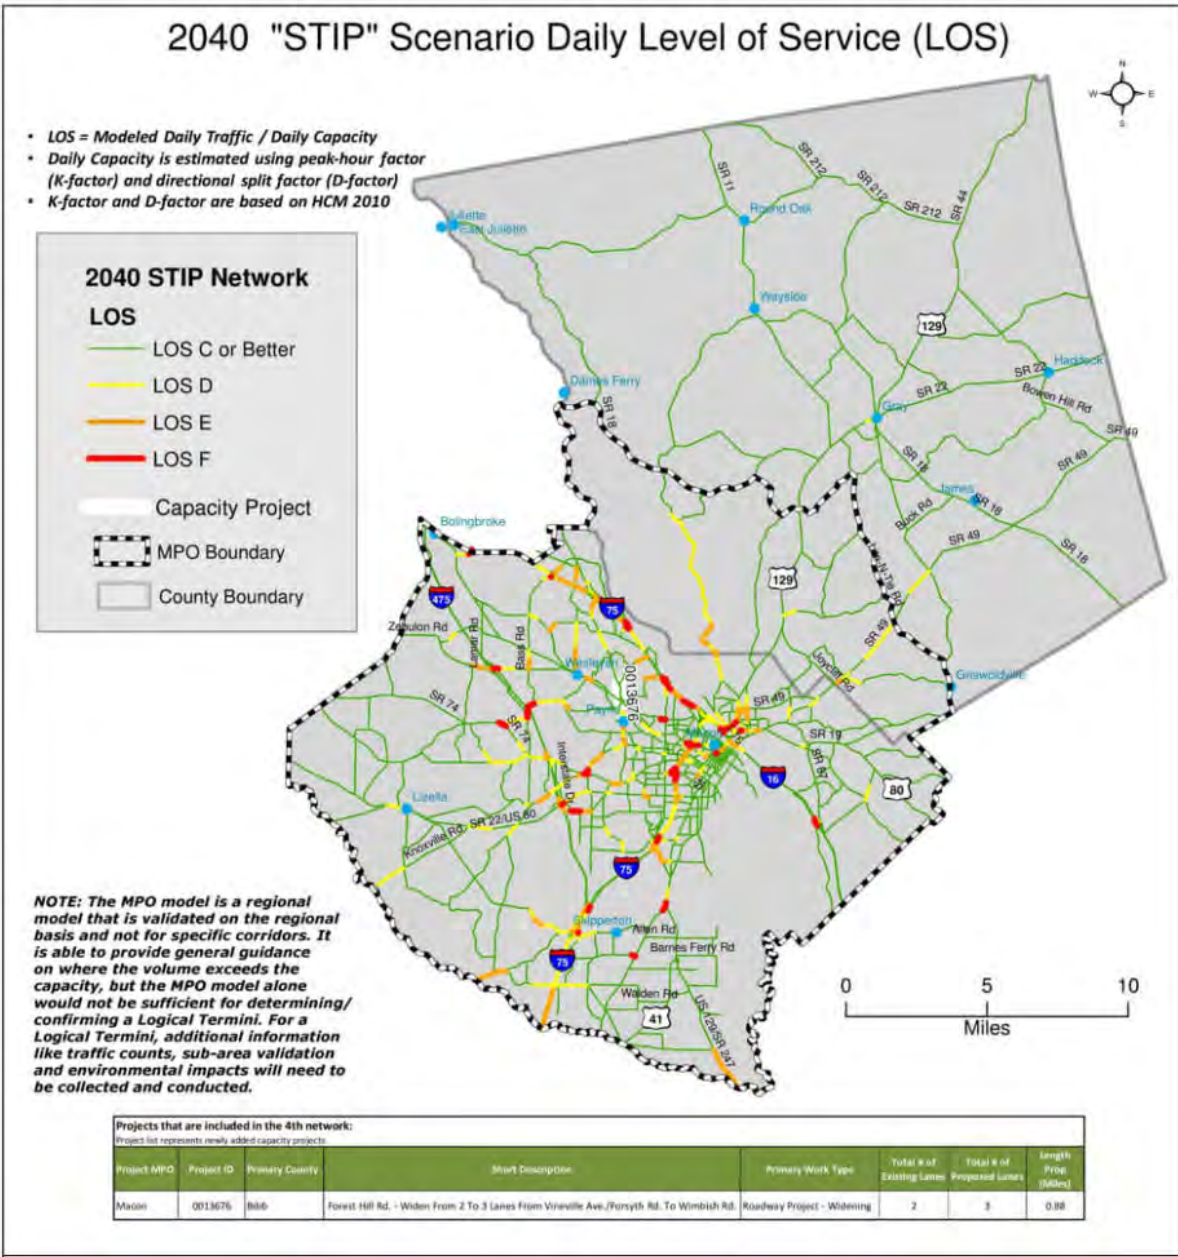 2040 "STIP" Scenario Daily Level of Service (LOS)
N
W
E
S
• LOS = Modeled Daily Traffic / Daily Capacity
• Daily Capacity is estimated using peak-hour factor
(K-factor) and directional split factor (D-factor)
• K-factor and D-factor are based on HCM 2010
2040 STIP Network
LOS
LOS C or Better
LOS D
LOS E
LOS F
Capacity Project
MPO Boundary
County Boundary
SR 11
SR 212
SR 212
SR 212
SR 44
Round Oak
East Juliette
Wayside
129
Haddock
SR 22
SR 22
Bowen Hill Rd
Dames Ferry
SR 18
Gray
SR 49
SR 49
SR 18
James
SR 18
Buck Rd
SR 49
SR 18
Bolingbroke
129
475
75
Zebulon Rd
Lamar Rd
Bass Rd
SR 49
Joycliff Rd
Griswoldville
Wesleyan
0013676
SR 74
SR 74
Payne
SR 49
SR 19
SR 87
Interstate Dr
16
80
Lizella
SR 22/US 80
Knoxville Rd
75
Skipperton
Allen Rd
Barnes Ferry Rd
75
Walden Rd
41
US 129/SR 247
0
5
10
Miles
NOTE: The MPO model is a regional
model that is validated on the regional
basis and not for specific corridors. It
is able to provide general guidance
on where the volume exceeds the
capacity, but the MPO model alone
would not be sufficient for determining/
confirming a Logical Termini. For a
Logical Termini, additional information
like traffic counts, sub-area validation
and environmental impacts will need to
be collected and conducted.
Projects that are included in the 4th network:
Project list represents newly added capacity projects
Project MPO
Project ID
Primary County
Short Description
Primary Work Type
Total # of
Existing Lanes
Total # of
Proposed Lanes
Length
Prop
(Miles)
Macon
0013676
Bibb
Forest Hill Rd. - Widen From 2 To 3 Lanes From Vineville Ave./Forsyth Rd. To Wimbish Rd.
Roadway Project - Widening
2
3
0.88